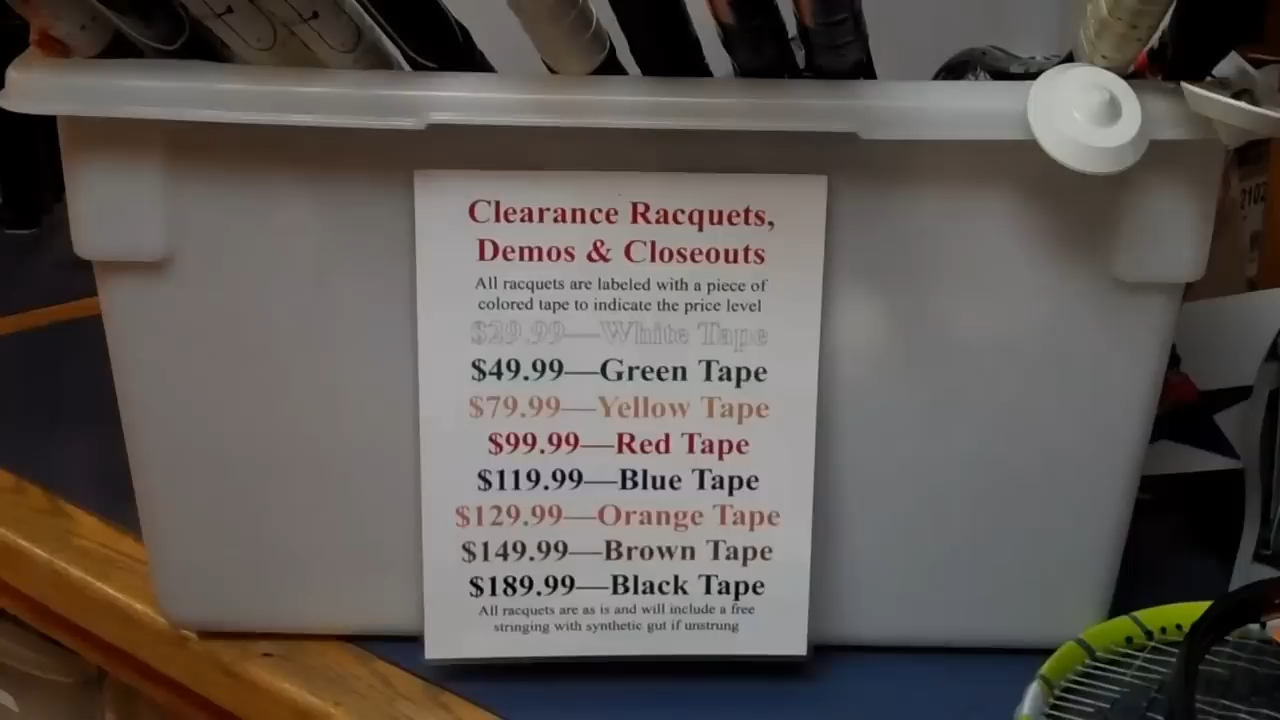 Clearance Racquets,
Demos & Closeouts
All racquets are labeled with a piece of
colored tape to indicate the price level
$29.99—White Tape
$49.99—Green Tape
$79.99—Yellow Tape
$99.99—Red Tape
$119.99—Blue Tape
$129.99—Orange Tape
$149.99—Brown Tape
$189.99—Black Tape
All racquets are as is and will include a free
stringing with synthetic gut if unstrung
2102